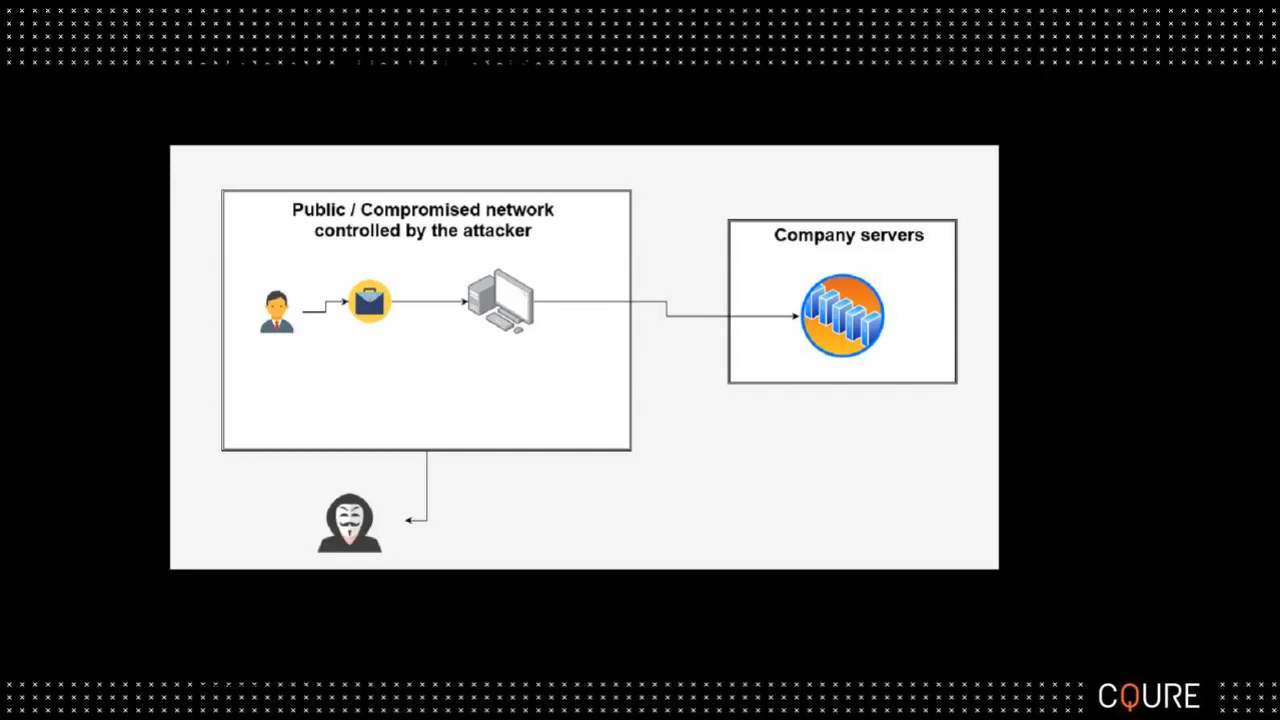 Public / Compromised network
controlled by the attacker
Company servers
CQURE